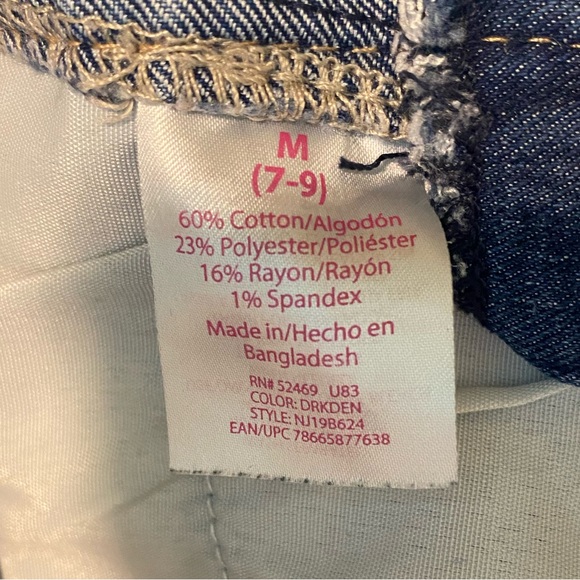 M
(7-9)
60% Cotton/Algodón
23% Polyester/Poliéster
16% Rayon/Rayón
1% Spandex
Made in/Hecho en
Bangladesh
RN# 52469 U83
COLOR: DRKDEN
STYLE: NJ19B624
EAN/UPC 78665877638